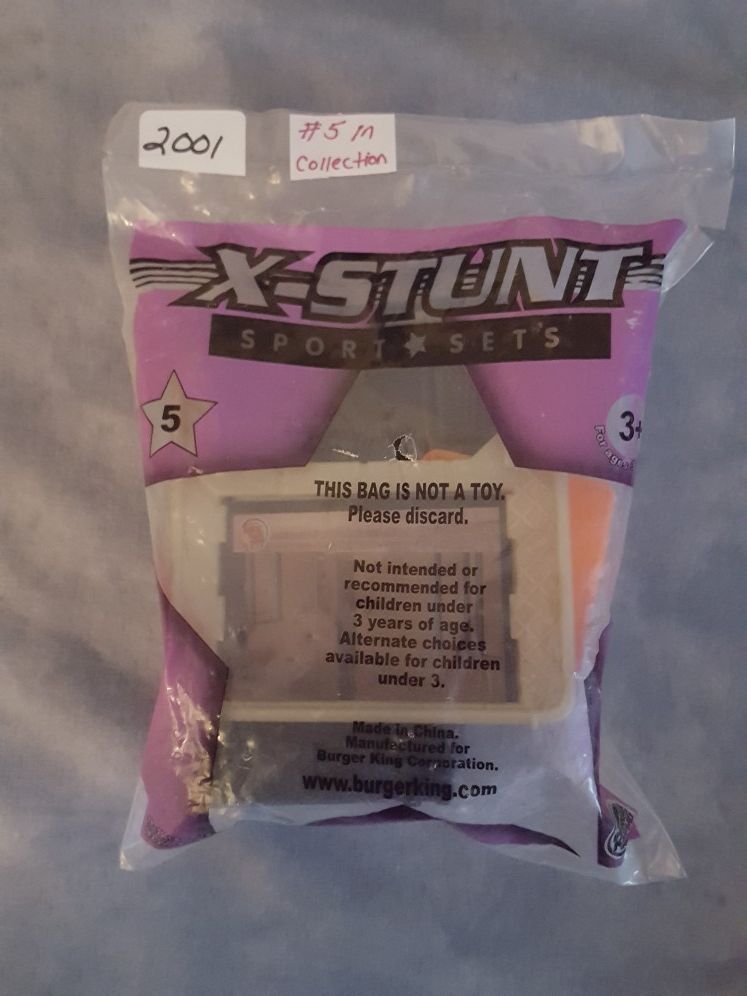 2001
#5 in
Collection
X-STUNT
SPORT SETS
5
3+
For ages
THIS BAG IS NOT A TOY.
Please discard.
Not intended or
recommended for
children under
3 years of age.
Alternate choices
available for children
under 3.
Made in China.
Manufactured for
Burger King Corporation.
www.burgerking.com